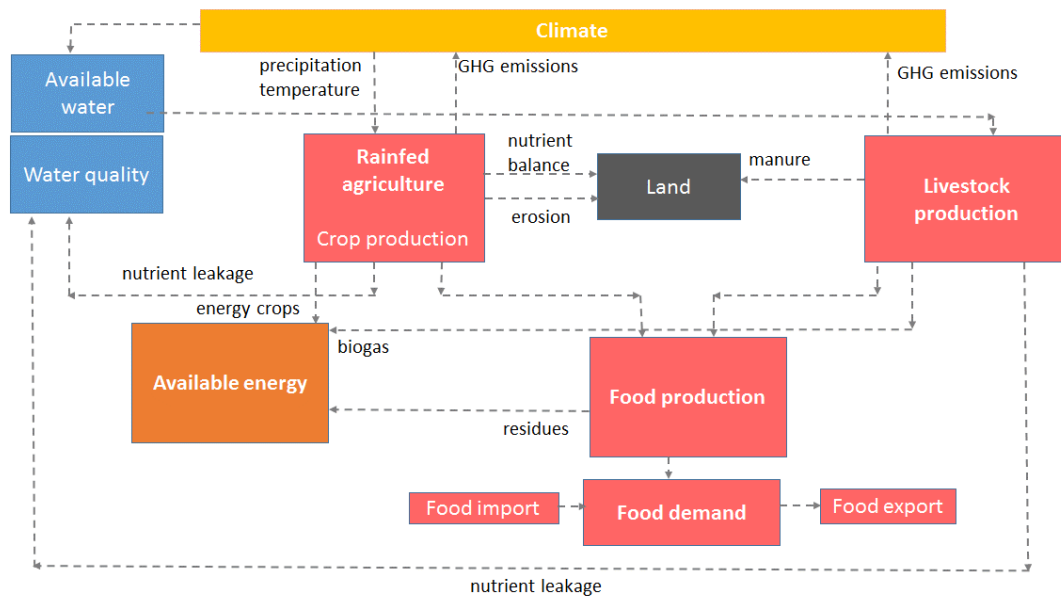 Climate
Available
water
precipitation
temperature
GHG emissions
GHG emissions
Water quality
Rainfed
agriculture
Crop production
nutrient
balance
erosion
Land
manure
Livestock
production
nutrient leakage
energy crops
biogas
Available energy
Food production
residues
Food import
Food demand
Food export
nutrient leakage